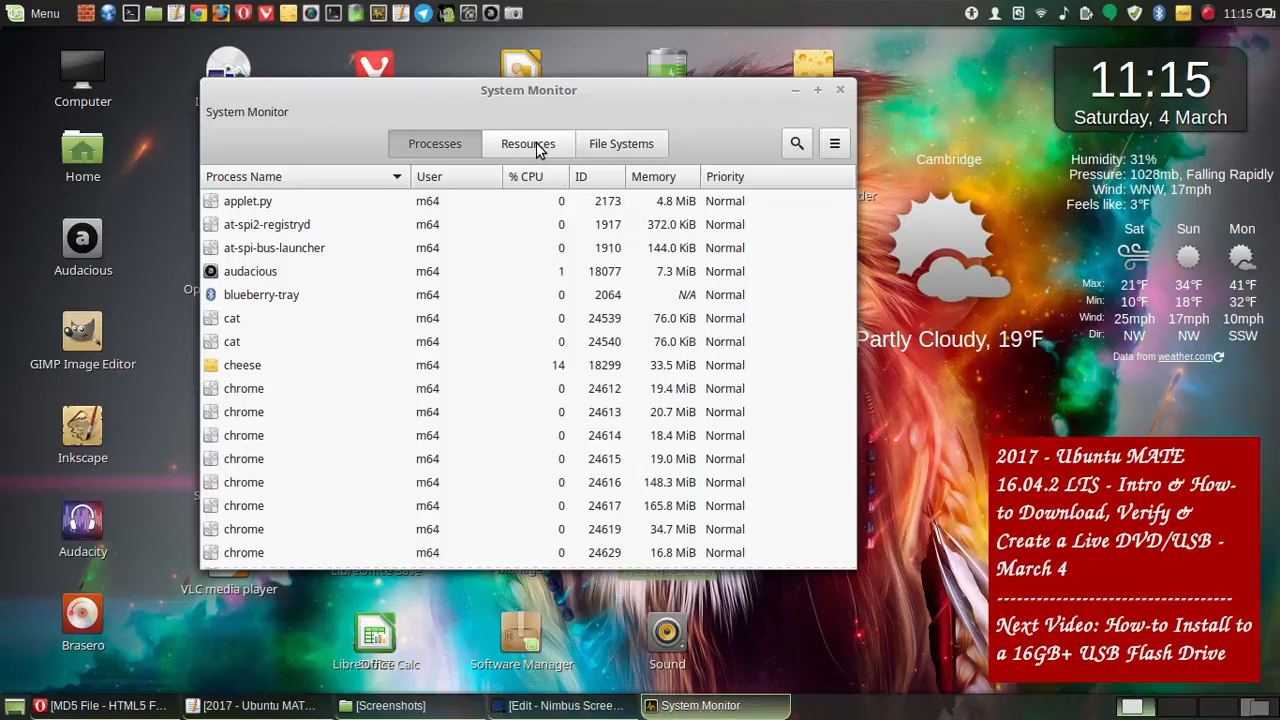 Menu
11:15
Computer
Home
Audacious
GIMP Image Editor
Inkscape
Audacity
Brasero
VLC media player
LibreOffice Calc
Software Manager
Sound
System Monitor
System Monitor
Processes
Resources
File Systems
Process Name User % CPU ID Memory Priority
applet.py m64 0 2173 4.8 MiB Normal
at-spi2-registryd m64 0 1917 372.0 KiB Normal
at-spi-bus-launcher m64 0 1910 144.0 KiB Normal
audacious m64 1 18077 7.3 MiB Normal
blueberry-tray m64 0 2064 N/A Normal
cat m64 0 24539 76.0 KiB Normal
cat m64 0 24540 76.0 KiB Normal
cheese m64 14 18299 33.5 MiB Normal
chrome m64 0 24612 19.4 MiB Normal
chrome m64 0 24613 20.7 MiB Normal
chrome m64 0 24614 18.4 MiB Normal
chrome m64 0 24615 19.0 MiB Normal
chrome m64 0 24616 148.3 MiB Normal
chrome m64 0 24617 165.8 MiB Normal
chrome m64 0 24619 34.7 MiB Normal
chrome m64 0 24629 16.8 MiB Normal
11:15
Saturday, 4 March
Cambridge
Partly Cloudy, 19°F
Humidity: 31%
Pressure: 1028mb, Falling Rapidly
Wind: WNW, 17mph
Feels like: 3°F
Sat Sun Mon
Max: 21°F 34°F 41°F
Min: 10°F 18°F 32°F
Wind: 25mph 17mph 10mph
Dir: NW NW SSW
Data from weather.com
2017 - Ubuntu MATE
16.04.2 LTS - Intro & How-
to Download, Verify &
Create a Live DVD/USB -
March 4
----------------------------------
Next Video: How-to Install to
a 16GB+ USB Flash Drive
[MD5 File - HTML5 F...
[2017 - Ubuntu MAT...
[Screenshots]
[Edit - Nimbus Scree...
System Monitor